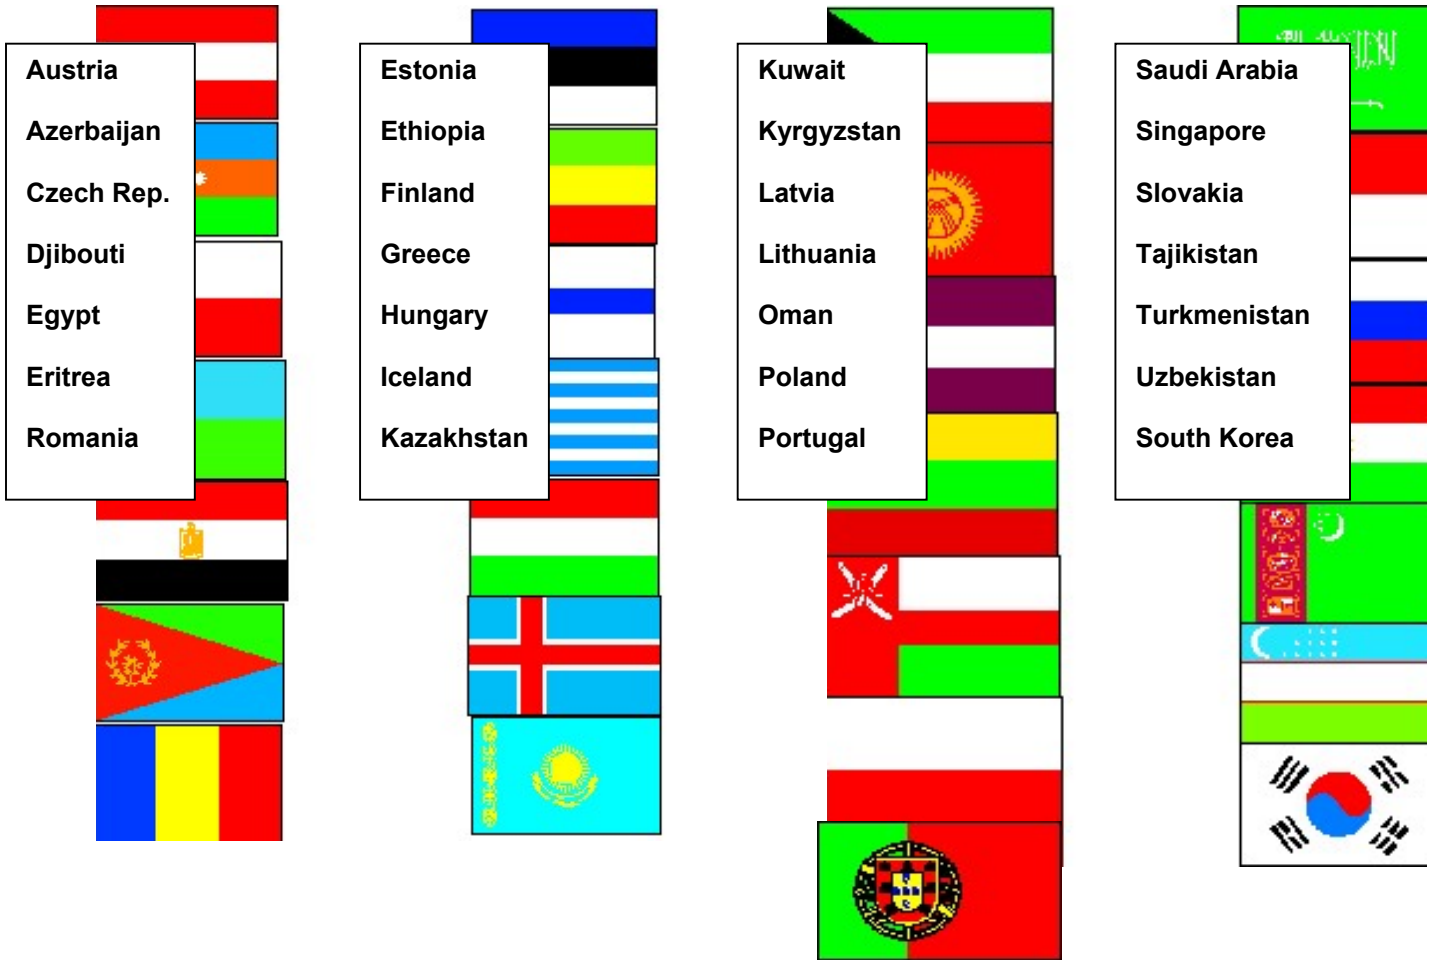 Austria
Azerbaijan
Czech Rep.
Djibouti
Egypt
Eritrea
Romania
Estonia
Ethiopia
Finland
Greece
Hungary
Iceland
Kazakhstan
Kuwait
Kyrgyzstan
Latvia
Lithuania
Oman
Poland
Portugal
Saudi Arabia
Singapore
Slovakia
Tajikistan
Turkmenistan
Uzbekistan
South Korea